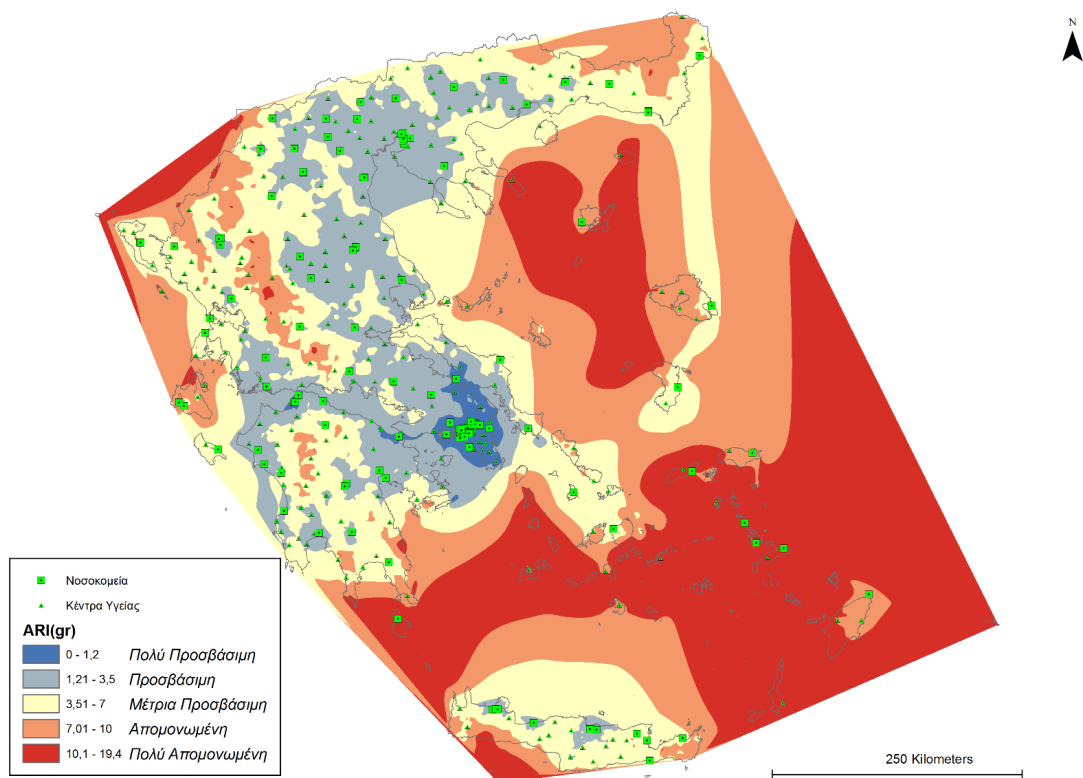 N
Νοσοκομεία
Κέντρα Υγείας
ARI(gr)
0 - 1,2 Πολύ Προσβάσιμη
1,21 - 3,5 Προσβάσιμη
3,51 - 7 Μέτρια Προσβάσιμη
7,01 - 10 Απομονωμένη
10,1 - 19,4 Πολύ Απομονωμένη
250 Kilometers